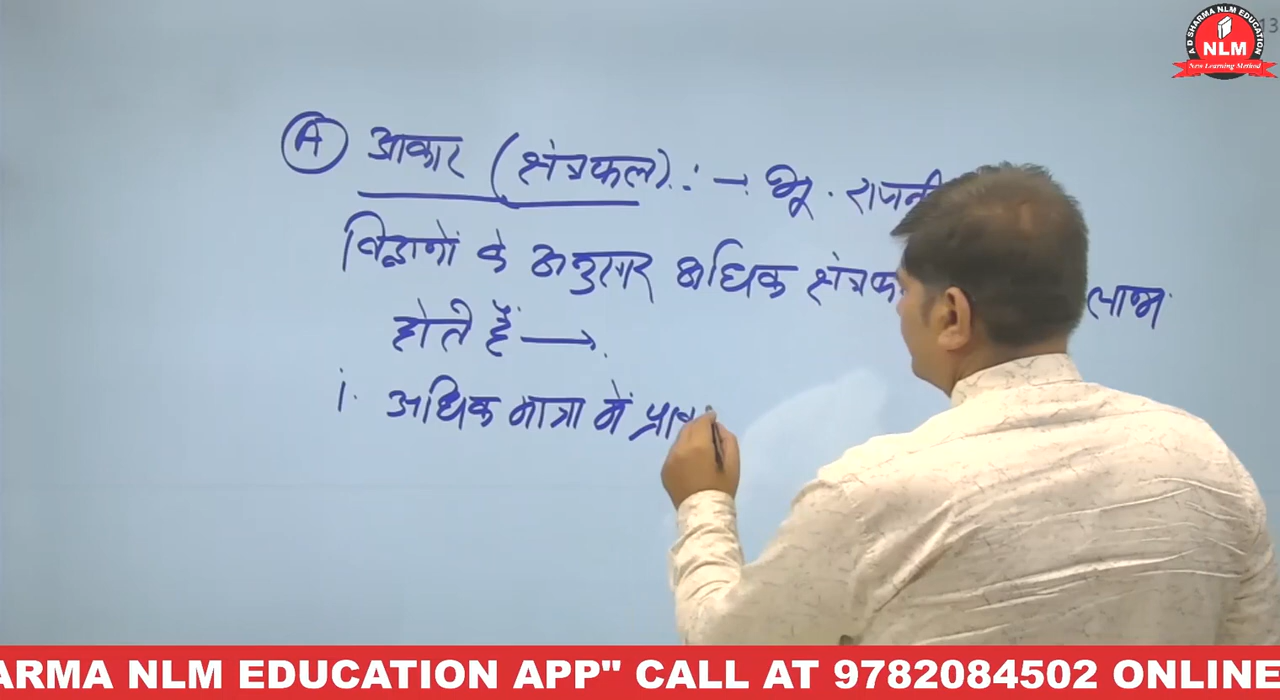 A D SHARMA NLM EDUCATION
NLM
New Learning Method
13
(A) आकार (क्षेत्रफल) :→ भू. राजनी
विद्वानों के अनुसार अधिक क्षेत्रफ लाभ
होते हैं →
i. अधिक मात्रा में
ARMA NLM EDUCATION APP" CALL AT 9782084502 ONLINE